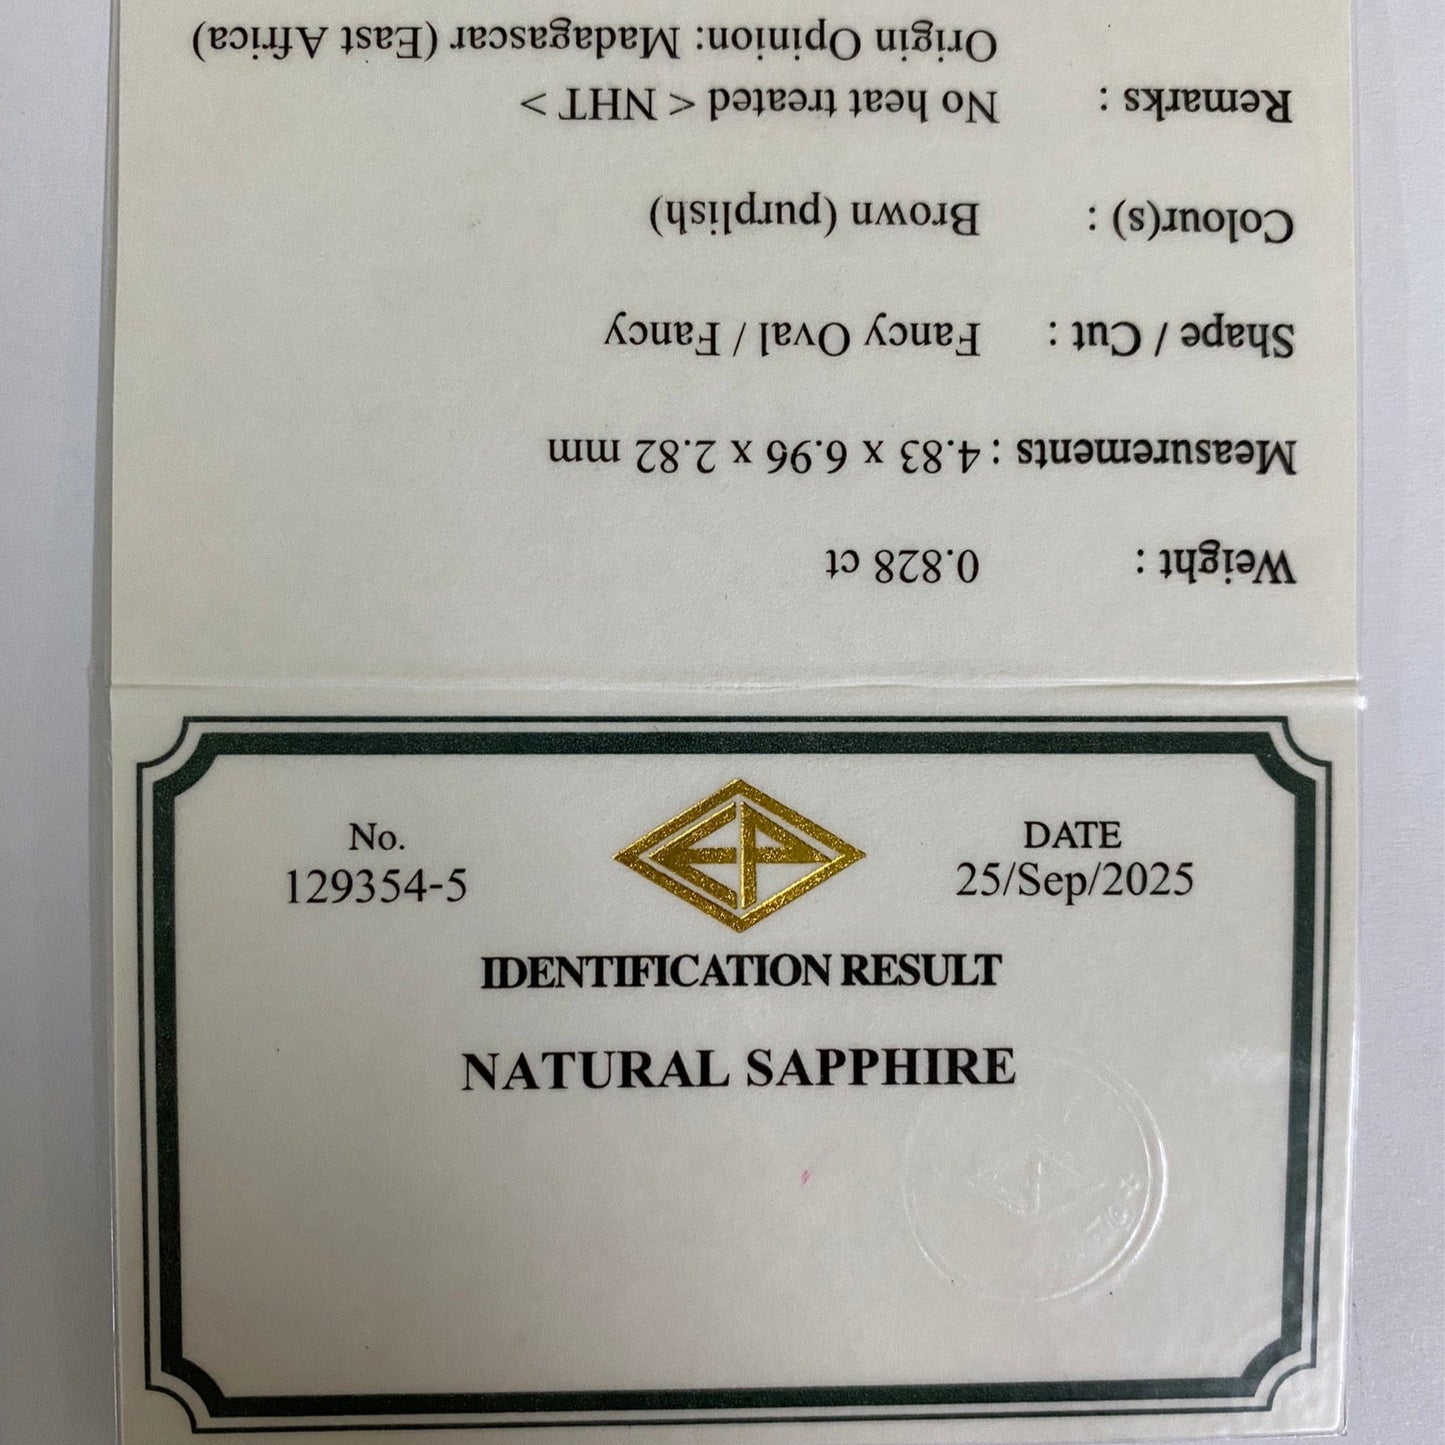 No.
129354-5
EP
DATE
25/Sep/2025
IDENTIFICATION RESULT
NATURAL SAPPHIRE
Weight : 0.828 ct
Measurements : 4.83 x 6.96 x 2.82 mm
Shape / Cut : Fancy Oval / Fancy
Colour(s) : Brown (purplish)
Remarks : No heat treated < NHT >
Origin Opinion: Madagascar (East Africa)